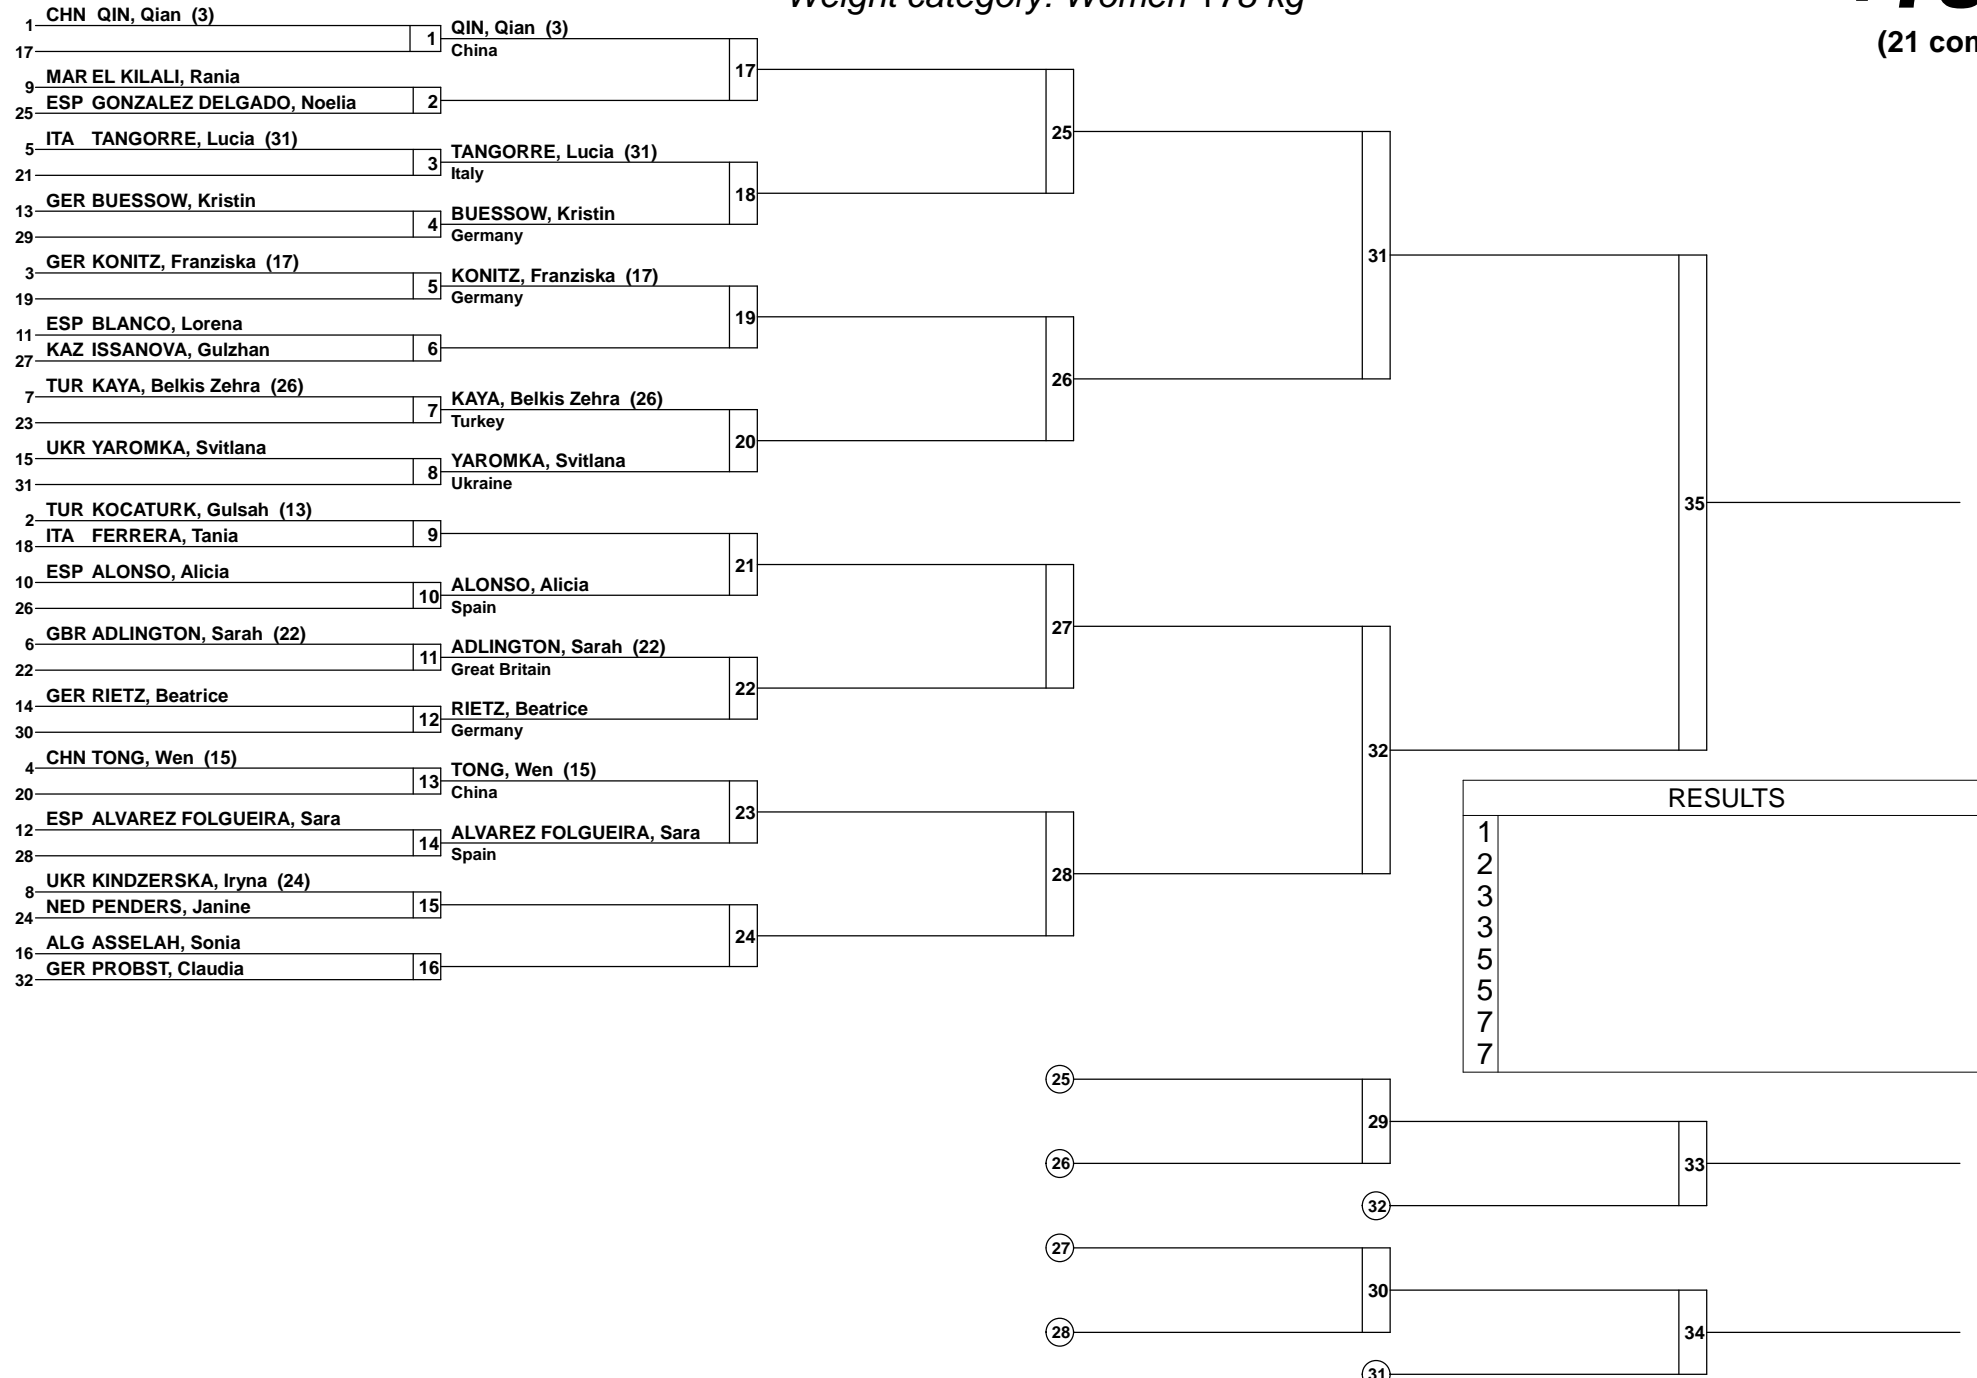 Weight category: Women +78 kg
(21 con
1 CHN QIN, Qian (3)
17
1 QIN, Qian (3)
China
9 MAR EL KILALI, Rania
25 ESP GONZALEZ DELGADO, Noelia
2
17
5 ITA TANGORRE, Lucia (31)
21
3 TANGORRE, Lucia (31)
Italy
13 GER BUESSOW, Kristin
29
4 BUESSOW, Kristin
Germany
18
25
3 GER KONITZ, Franziska (17)
19
5 KONITZ, Franziska (17)
Germany
11 ESP BLANCO, Lorena
27 KAZ ISSANOVA, Gulzhan
6
19
7 TUR KAYA, Belkis Zehra (26)
23
7 KAYA, Belkis Zehra (26)
Turkey
15 UKR YAROMKA, Svitlana
31
8 YAROMKA, Svitlana
Ukraine
20
26
31
2 TUR KOCATURK, Gulsah (13)
18 ITA FERRERA, Tania
9
10 ESP ALONSO, Alicia
26
10 ALONSO, Alicia
Spain
21
6 GBR ADLINGTON, Sarah (22)
22
11 ADLINGTON, Sarah (22)
Great Britain
14 GER RIETZ, Beatrice
30
12 RIETZ, Beatrice
Germany
22
27
4 CHN TONG, Wen (15)
20
13 TONG, Wen (15)
China
12 ESP ALVAREZ FOLGUEIRA, Sara
28
14 ALVAREZ FOLGUEIRA, Sara
Spain
23
8 UKR KINDZERSKA, Iryna (24)
24 NED PENDERS, Janine
15
16 ALG ASSELAH, Sonia
32 GER PROBST, Claudia
16
24
28
32
35
RESULTS
1
2
3
3
5
5
7
7
25
26
29
32
33
27
28
30
31
34